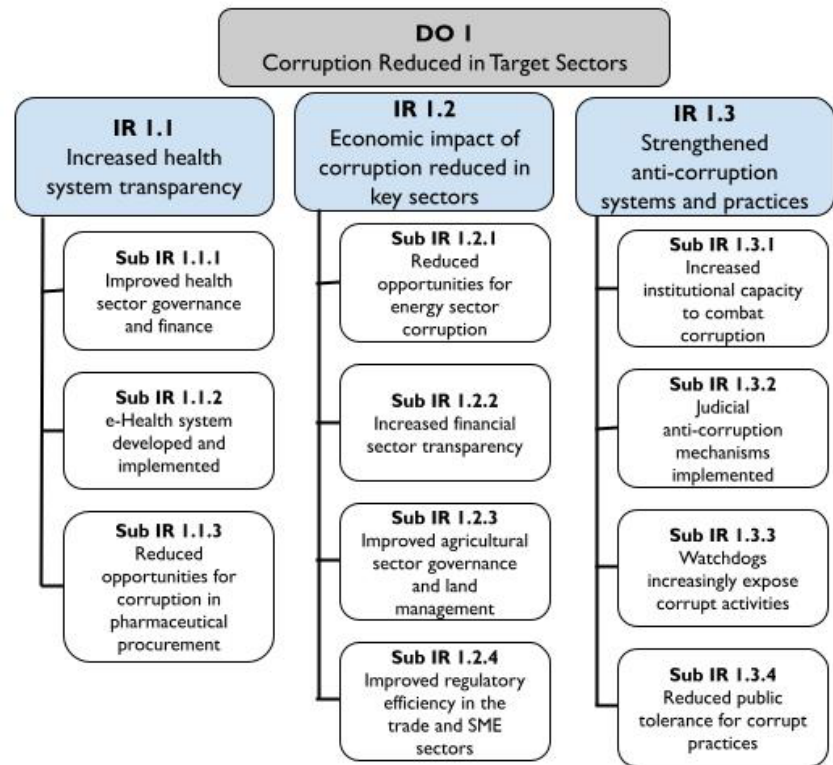 DO 1
Corruption Reduced in Target Sectors
IR 1.1
Increased health
system transparency
Sub IR 1.1.1
Improved health
sector governance
and finance
Sub IR 1.1.2
e-Health system
developed and
implemented
Sub IR 1.1.3
Reduced
opportunities for
corruption in
pharmaceutical
procurement
IR 1.2
Economic impact of
corruption reduced in
key sectors
Sub IR 1.2.1
Reduced
opportunities for
energy sector
corruption
Sub IR 1.2.2
Increased financial
sector transparency
Sub IR 1.2.3
Improved agricultural
sector governance
and land
management
Sub IR 1.2.4
Improved regulatory
efficiency in the
trade and SME
sectors
IR 1.3
Strengthened
anti-corruption
systems and practices
Sub IR 1.3.1
Increased
institutional capacity
to combat
corruption
Sub IR 1.3.2
Judicial
anti-corruption
mechanisms
implemented
Sub IR 1.3.3
Watchdogs
increasingly expose
corrupt activities
Sub IR 1.3.4
Reduced public
tolerance for corrupt
practices